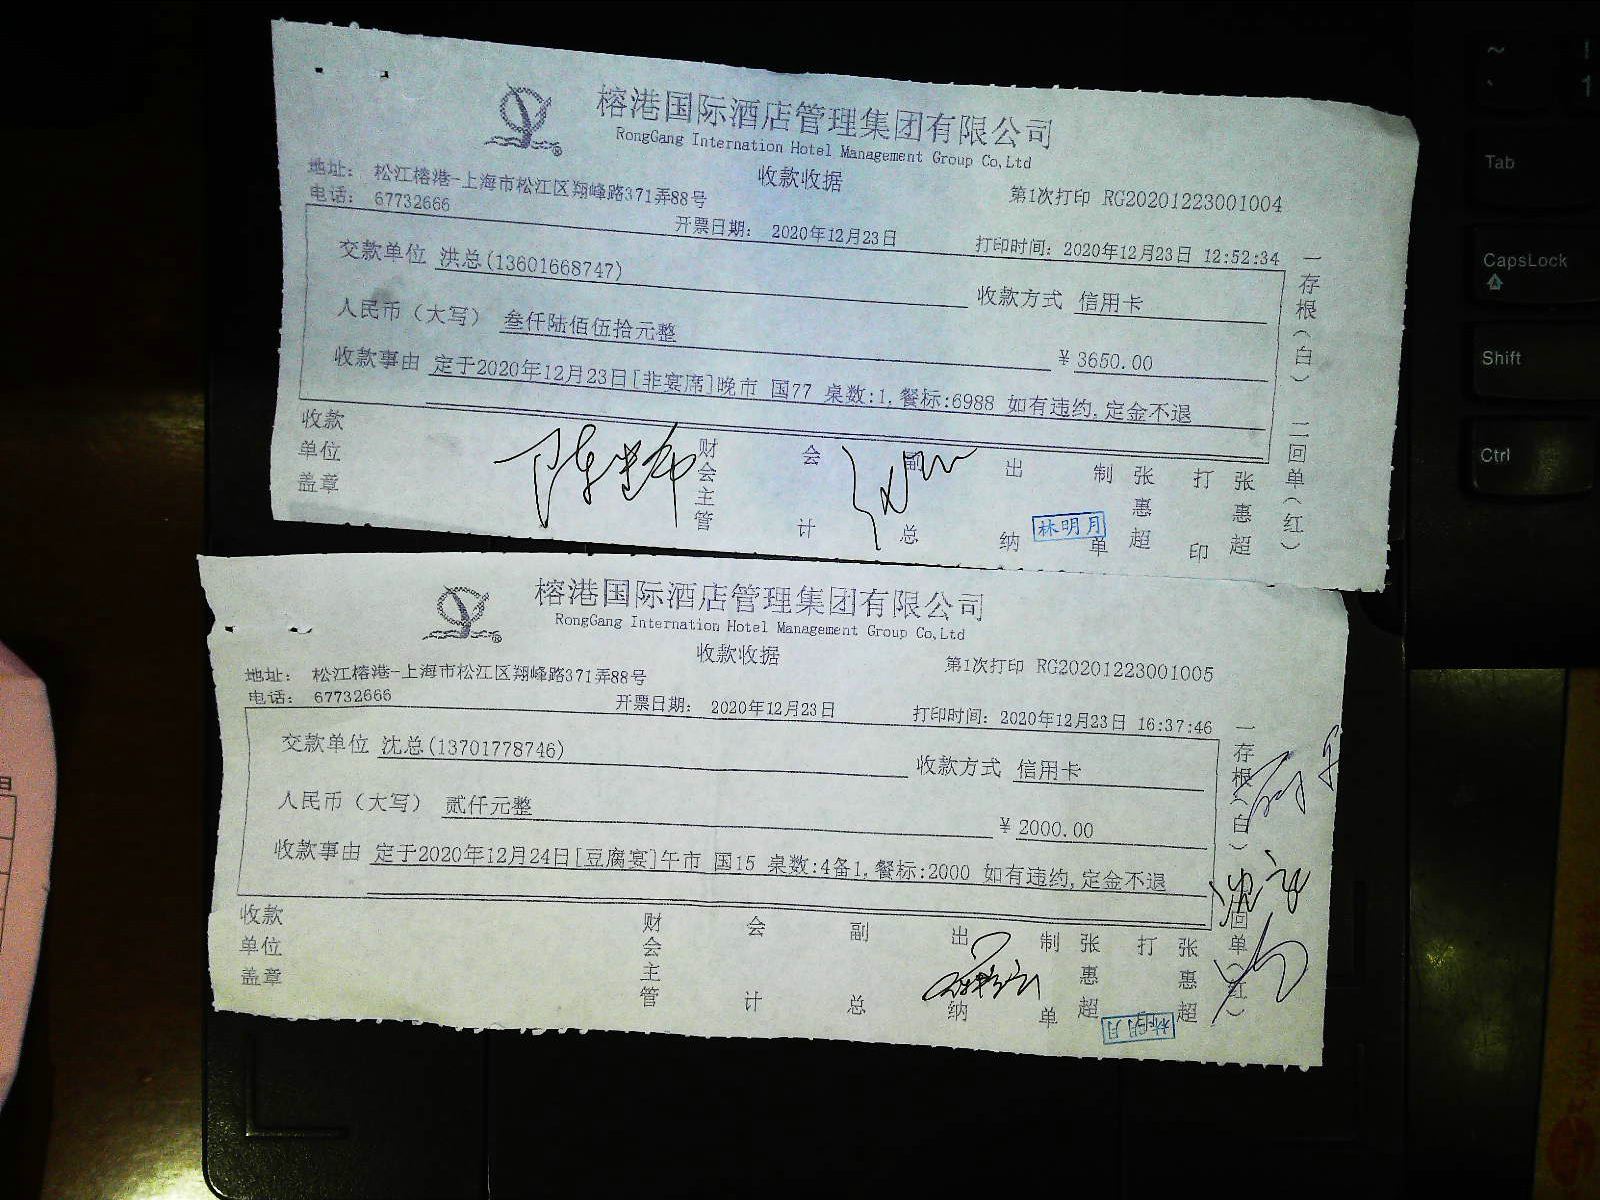 榕港国际酒店管理集团有限公司
RongGang Internation Hotel Management Group Co,Ltd
收款收据
地址： 松江榕港-上海市松江区翔峰路371弄88号
第1次打印 RG20201223001004
电话： 67732666
开票日期： 2020年12月23日
打印时间：2020年12月23日 12:52:34
交款单位 洪总(13601668747)
收款方式 信用卡
人民币（大写） 叁仟陆佰伍拾元整
¥ 3650.00
收款事由 定于2020年12月23日[非宴席]晚市 国77 桌数:1,餐标:6988 如有违约,定金不退
收款单位盖章
财会主管
会计
副总
出纳
林明月
制单
张惠超
打印
张惠超
一存根（白） 二回单（红）
榕港国际酒店管理集团有限公司
RongGang Internation Hotel Management Group Co,Ltd
收款收据
地址： 松江榕港-上海市松江区翔峰路371弄88号
第1次打印 RG20201223001005
电话： 67732666
开票日期： 2020年12月23日
打印时间：2020年12月23日 16:37:46
交款单位 沈总(13701778746)
收款方式 信用卡
人民币（大写） 贰仟元整
¥ 2000.00
收款事由 定于2020年12月24日[豆腐宴]午市 国15 桌数:4备1,餐标:2000 如有违约,定金不退
收款单位盖章
财会主管
会计
副总
出纳
制单
张惠超
打印
张惠超
林明月
一存根（白） 回单（红）
~
`
!
1
Tab
CapsLock
Shift
Ctrl